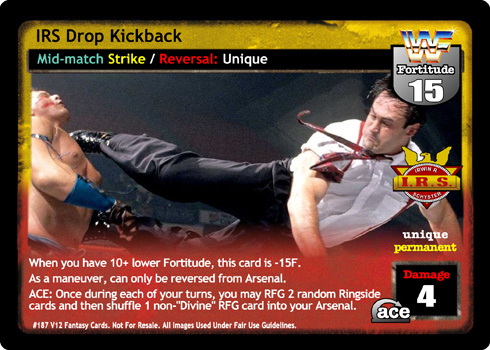 IRS Drop Kickback
Mid-match Strike / Reversal: Unique
WF
Fortitude
15
IRWIN R
I.R.S.
SCHYSTER
unique
permanent
When you have 10+ lower Fortitude, this card is -15F.
As a maneuver, can only be reversed from Arsenal.
ACE: Once during each of your turns, you may RFG 2 random Ringside
cards and then shuffle 1 non-"Divine" RFG card into your Arsenal.
Damage
4
ace
#187 V12 Fantasy Cards. Not For Resale. All Images Used Under Fair Use Guidelines.